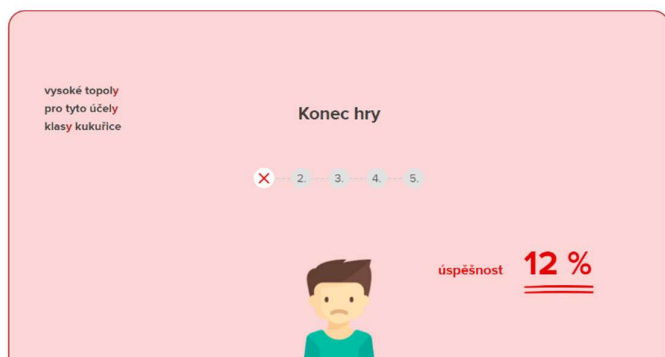 vysoké topoly
pro tyto účely
klasy kukuřice
Konec hry
2. 3. 4. 5.
úspěšnost 12 %